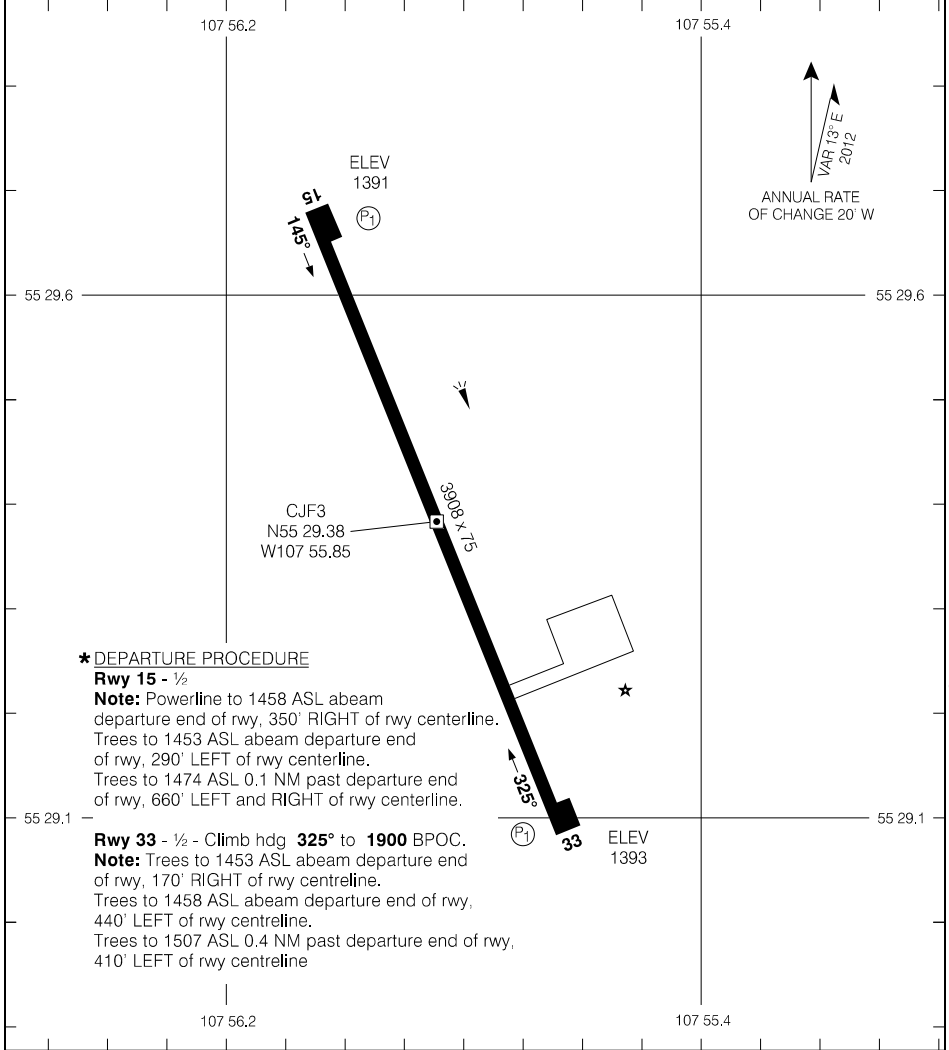 107 56.2
107 55.4
VAR 13° E
2012
ANNUAL RATE
OF CHANGE 20' W
ELEV
1391
P1
15
145°
55 29.6
55 29.6
3908 x 75
CJF3
N55 29.38
W107 55.85
* DEPARTURE PROCEDURE
Rwy 15 - ½
Note: Powerline to 1458 ASL abeam
departure end of rwy, 350' RIGHT of rwy centerline.
Trees to 1453 ASL abeam departure end
of rwy, 290' LEFT of rwy centerline.
Trees to 1474 ASL 0.1 NM past departure end
of rwy, 660' LEFT and RIGHT of rwy centerline.
325°
55 29.1
55 29.1
P1
33
ELEV
1393
Rwy 33 - ½ - Climb hdg 325° to 1900 BPOC.
Note: Trees to 1453 ASL abeam departure end
of rwy, 170' RIGHT of rwy centreline.
Trees to 1458 ASL abeam departure end of rwy,
440' LEFT of rwy centreline.
Trees to 1507 ASL 0.4 NM past departure end of rwy,
410' LEFT of rwy centreline
107 56.2
107 55.4